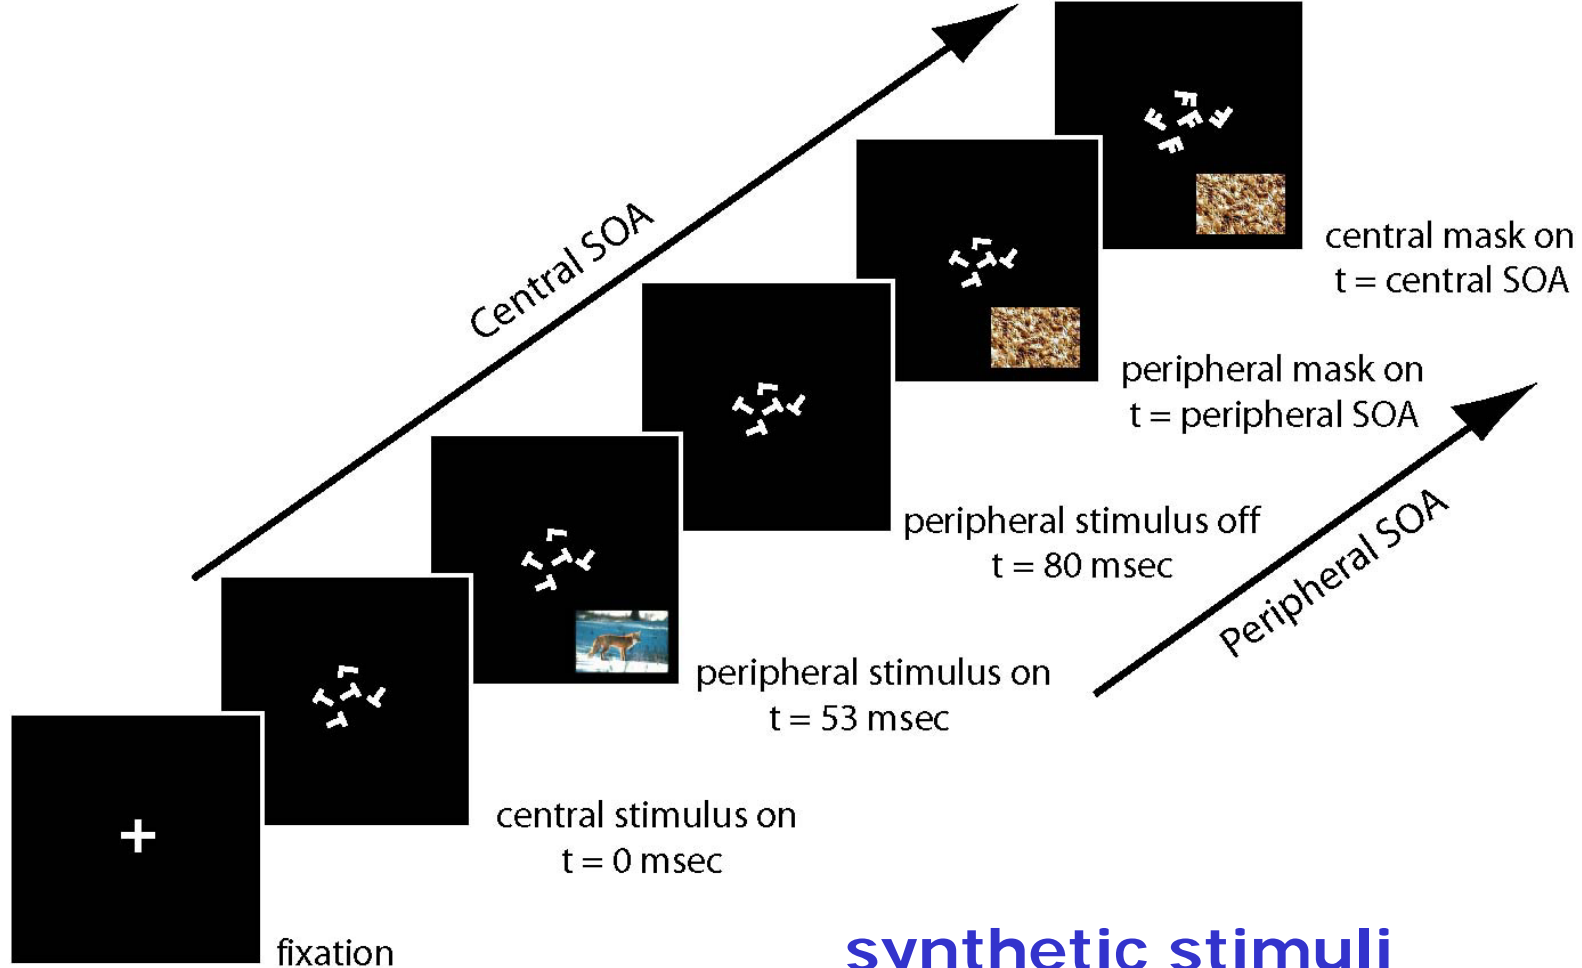 Central SOA
central mask on
t = central SOA
peripheral mask on
t = peripheral SOA
peripheral stimulus off
t = 80 msec
Peripheral SOA
peripheral stimulus on
t = 53 msec
central stimulus on
t = 0 msec
fixation
synthetic stimuli